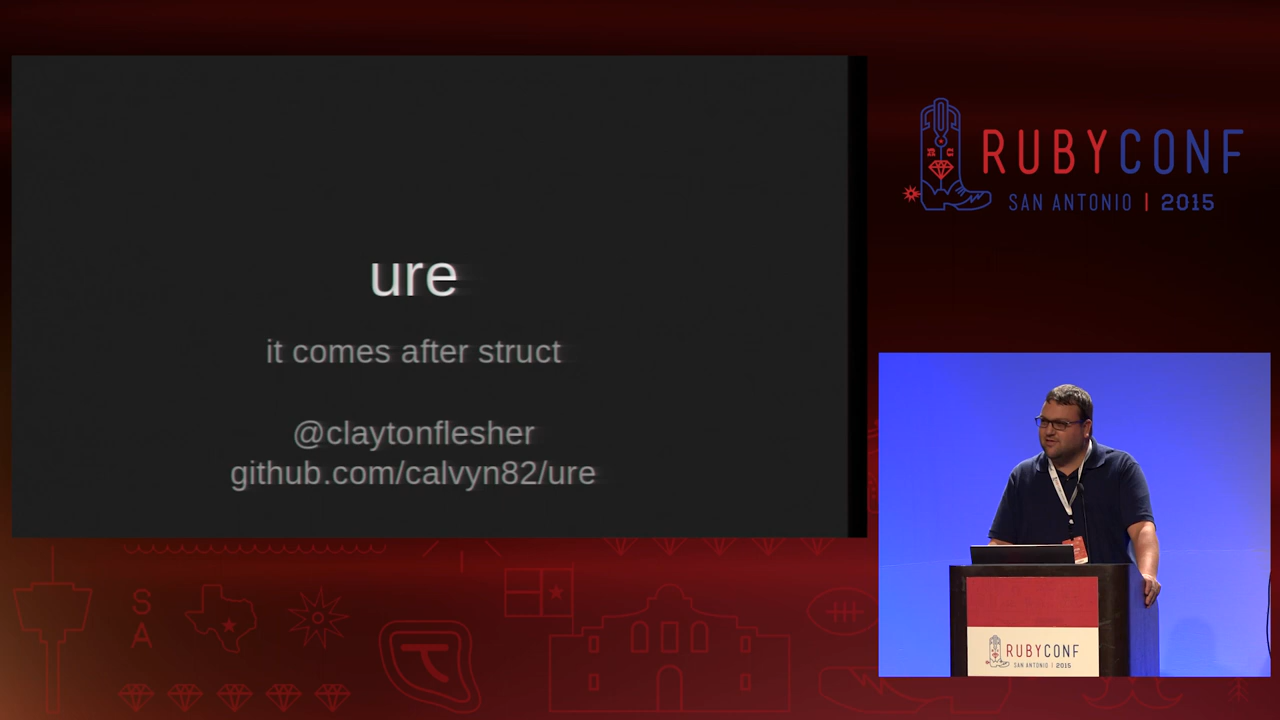 ure
it comes after struct
@claytonflesher
github.com/calvyn82/ure
RUBYCONF
SAN ANTONIO | 2015
S
A
RUBYCONF
SAN ANTONIO | 2015